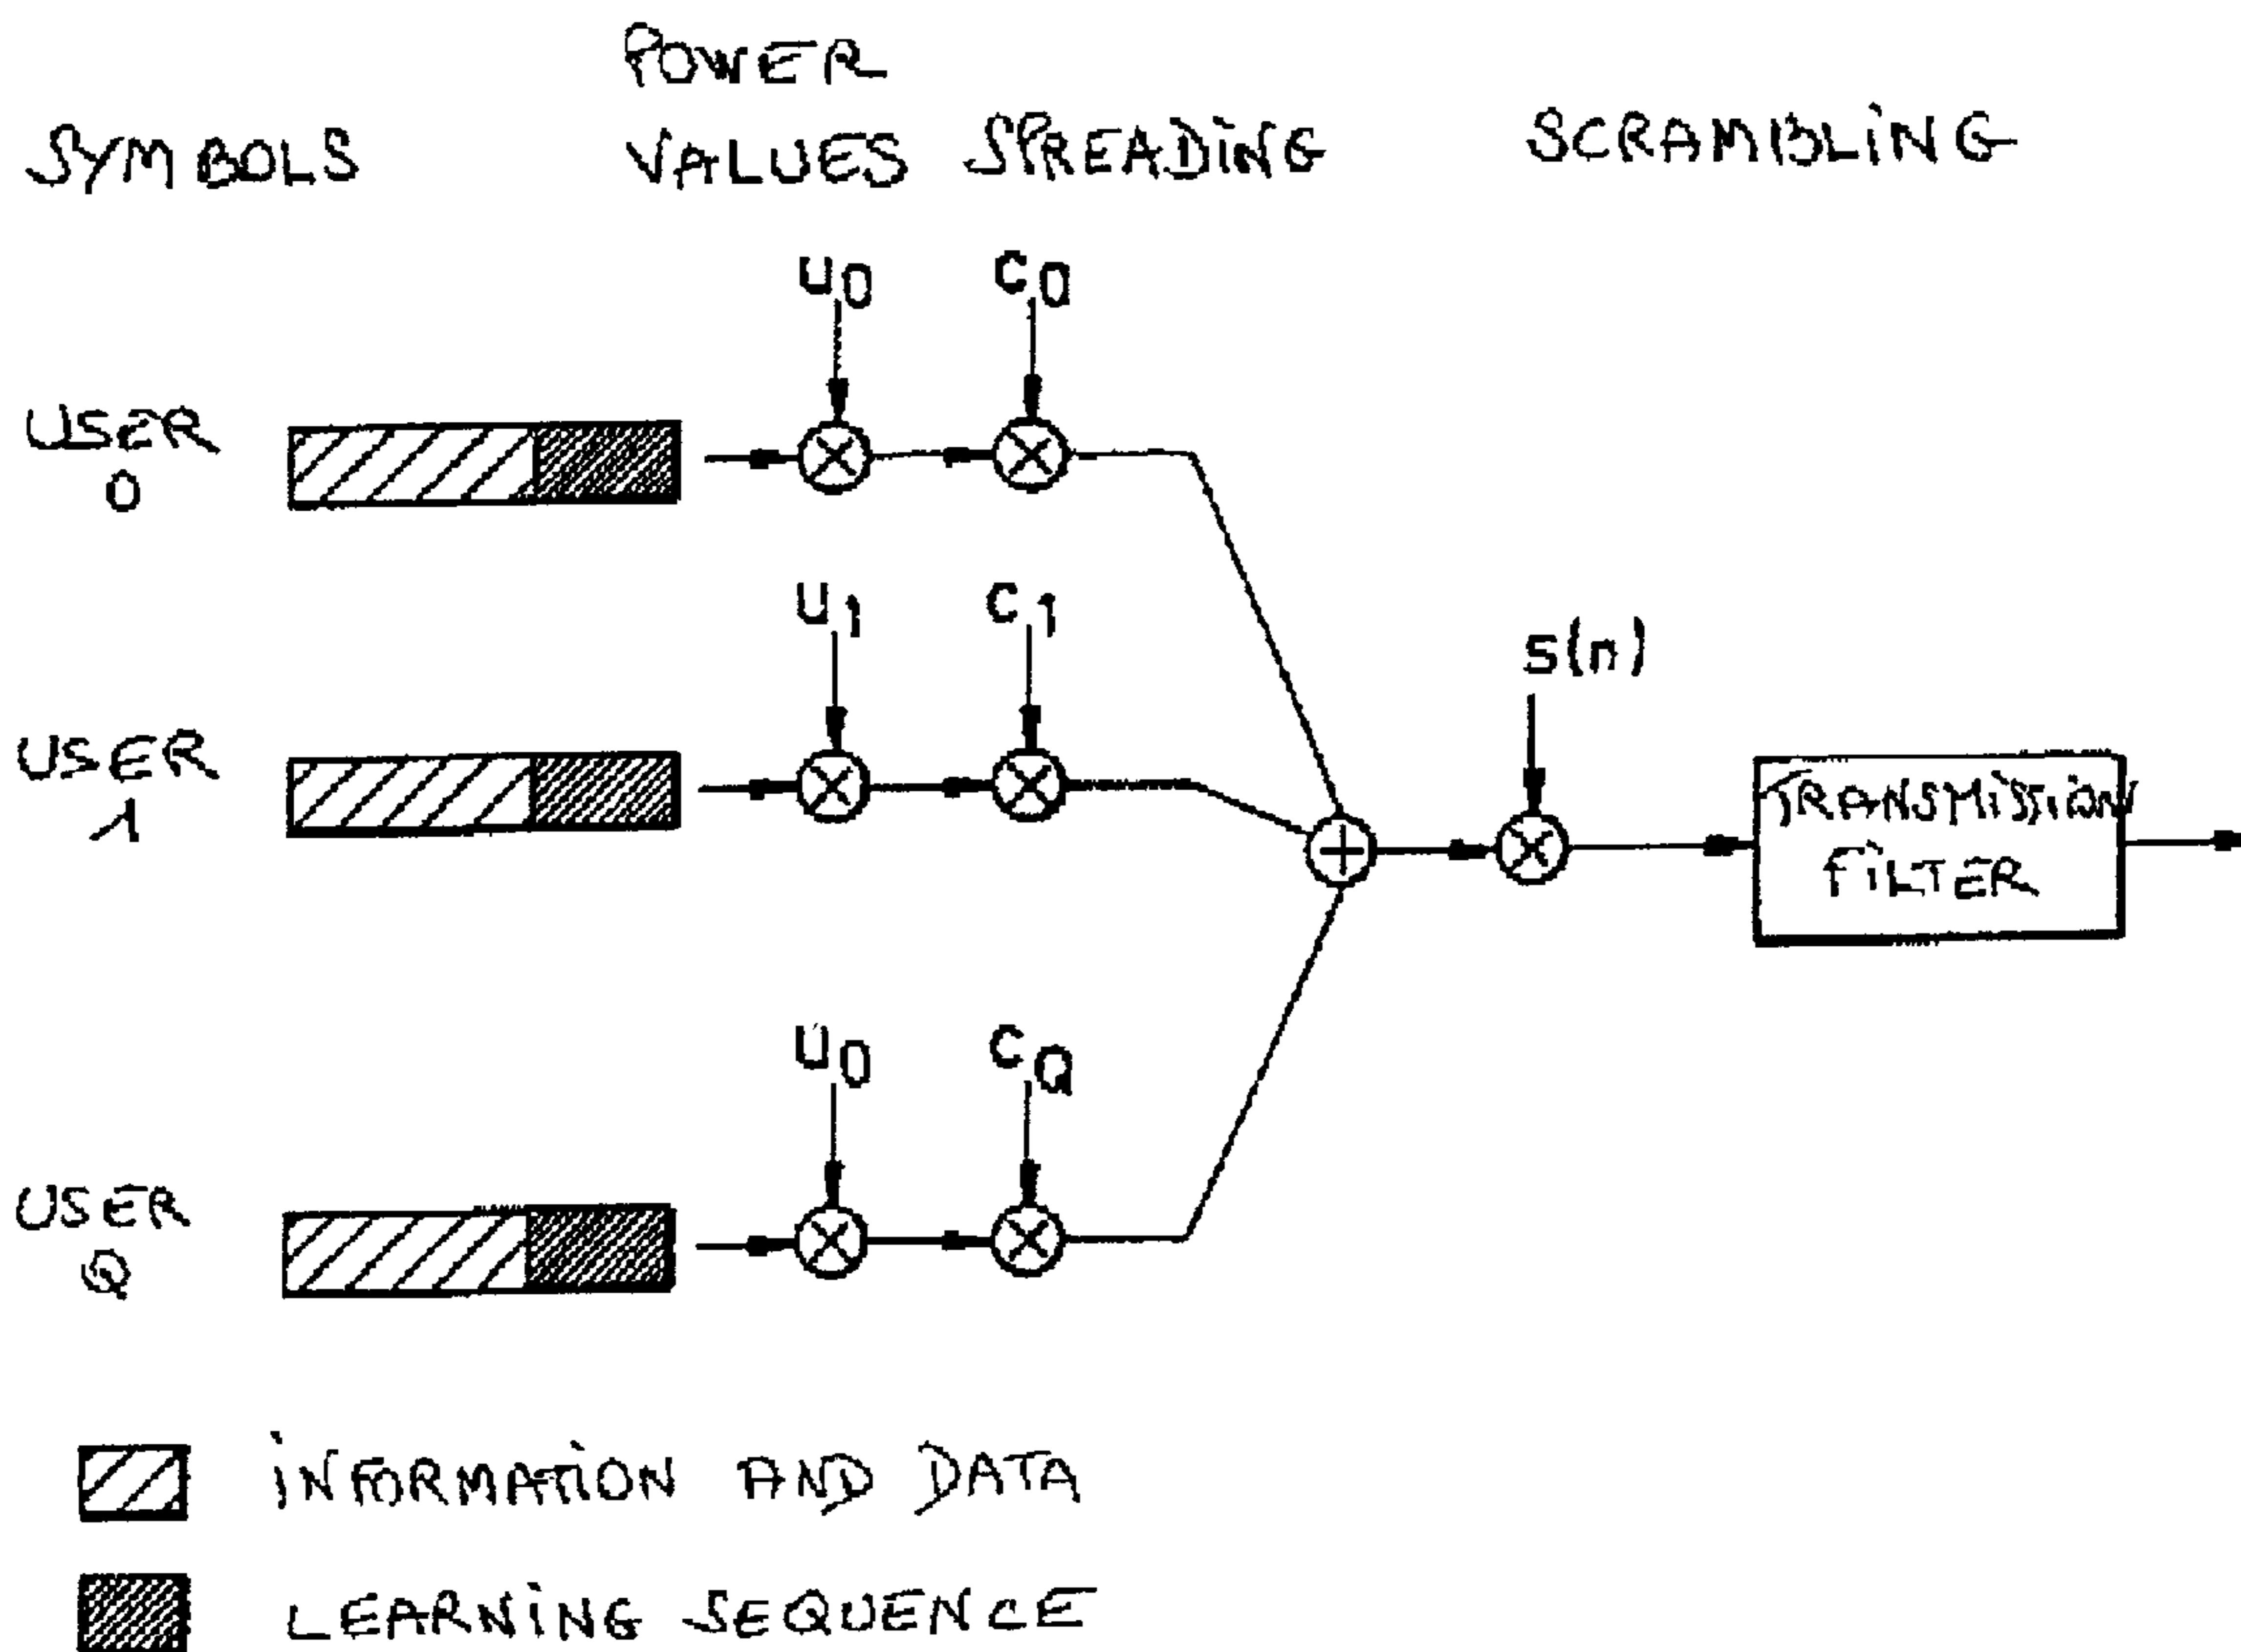 POWER
SYMBOLS VALUES SPREADING SCRAMBLING
u0 c0
USER
0
u1 c1
s(n)
USER
1
TRANSMISSION
FILTER
u0 cQ
USER
Q
INFORMATION AND DATA
LEARNING SEQUENCE